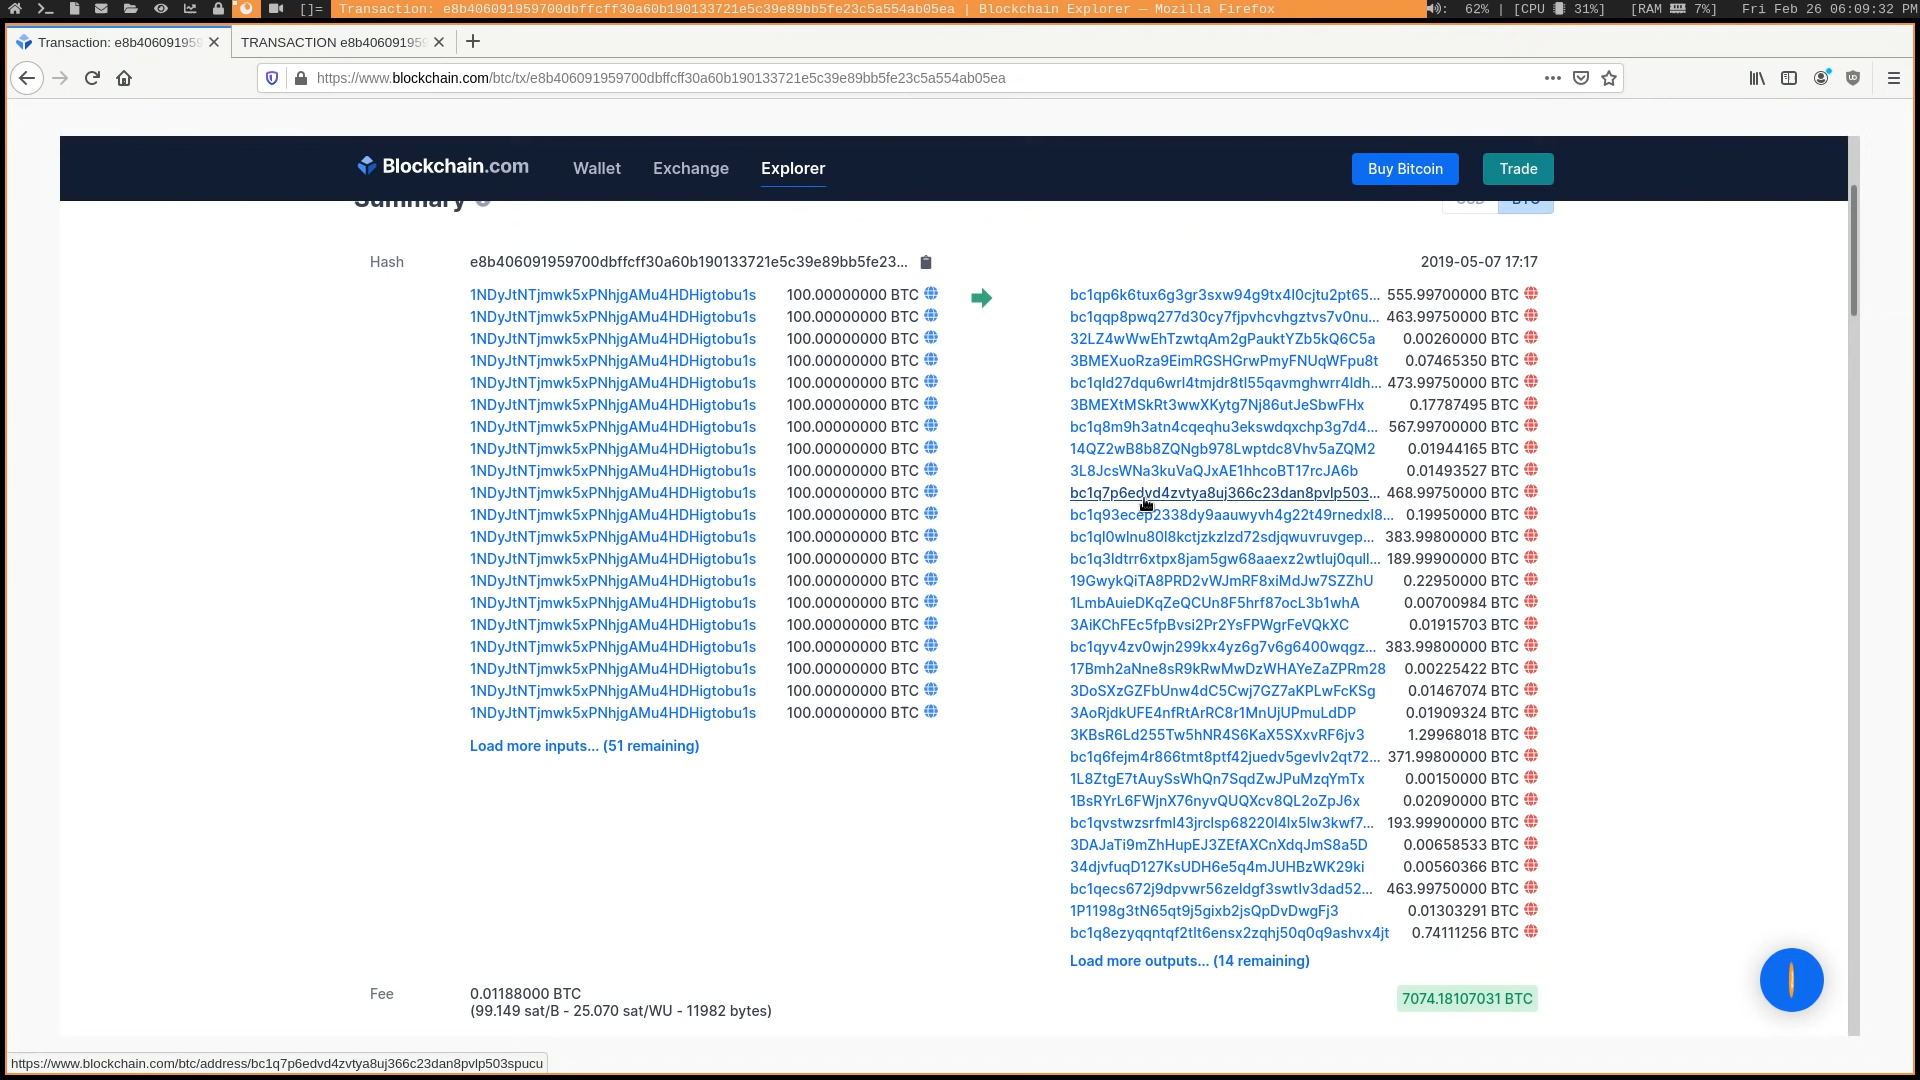 []=
Transaction: e8b406091959700dbffcff30a60b190133721e5c39e89bb5fe23c5a554ab05ea | Blockchain Explorer — Mozilla Firefox
: 62% | [CPU 31%] [RAM 7%] Fri Feb 26 06:09:32 PM
Transaction: e8b406091959
TRANSACTION e8b40609195
https://www.blockchain.com/btc/tx/e8b406091959700dbffcff30a60b190133721e5c39e89bb5fe23c5a554ab05ea
Blockchain.com Wallet Exchange Explorer Buy Bitcoin Trade
Summary USD BTC
Hash e8b406091959700dbffcff30a60b190133721e5c39e89bb5fe23... 2019-05-07 17:17
1NDyJtNTjmwk5xPNhjgAMu4HDHigtobu1s 100.00000000 BTC bc1qp6k6tux6g3gr3sxw94g9tx4l0cjtu2pt65... 555.99700000 BTC
1NDyJtNTjmwk5xPNhjgAMu4HDHigtobu1s 100.00000000 BTC bc1qqp8pwq277d30cy7fjpvhcvhgztvs7v0nu... 463.99750000 BTC
1NDyJtNTjmwk5xPNhjgAMu4HDHigtobu1s 100.00000000 BTC 32LZ4wWwEhTzwtqAm2gPauktYZb5kQ6C5a 0.00260000 BTC
1NDyJtNTjmwk5xPNhjgAMu4HDHigtobu1s 100.00000000 BTC 3BMEXuoRza9EimRGSHGrwPmyFNUqWFpu8t 0.07465350 BTC
1NDyJtNTjmwk5xPNhjgAMu4HDHigtobu1s 100.00000000 BTC bc1qld27dqu6wrl4tmjdr8tl55qavmghwrr4ldh... 473.99750000 BTC
1NDyJtNTjmwk5xPNhjgAMu4HDHigtobu1s 100.00000000 BTC 3BMEXtMSkRt3wwXKytg7Nj86utJeSbwFHx 0.17787495 BTC
1NDyJtNTjmwk5xPNhjgAMu4HDHigtobu1s 100.00000000 BTC bc1q8m9h3atn4cqeqhu3ekswdqxchp3g7d4... 567.99700000 BTC
1NDyJtNTjmwk5xPNhjgAMu4HDHigtobu1s 100.00000000 BTC 14QZ2wB8b8ZQNgb978Lwptdc8Vhv5aZQM2 0.01944165 BTC
1NDyJtNTjmwk5xPNhjgAMu4HDHigtobu1s 100.00000000 BTC 3L8JcsWNa3kuVaQJxAE1hhcoBT17rcJA6b 0.01493527 BTC
1NDyJtNTjmwk5xPNhjgAMu4HDHigtobu1s 100.00000000 BTC bc1q7p6edvd4zvtya8uj366c23dan8pvlp503... 468.99750000 BTC
1NDyJtNTjmwk5xPNhjgAMu4HDHigtobu1s 100.00000000 BTC bc1q93ecep2338dy9aauwyvh4g22t49rnedxl8... 0.19950000 BTC
1NDyJtNTjmwk5xPNhjgAMu4HDHigtobu1s 100.00000000 BTC bc1ql0wlnu80l8kctjzkzlzd72sdjqwuvruvgep... 383.99800000 BTC
1NDyJtNTjmwk5xPNhjgAMu4HDHigtobu1s 100.00000000 BTC bc1q3ldtrr6xtpx8jam5gw68aaexz2wtluj0qull... 189.99900000 BTC
1NDyJtNTjmwk5xPNhjgAMu4HDHigtobu1s 100.00000000 BTC 19GwykQiTA8PRD2vWJmRF8xiMdJw7SZZhU 0.22950000 BTC
1NDyJtNTjmwk5xPNhjgAMu4HDHigtobu1s 100.00000000 BTC 1LmbAuieDKqZeQCUn8F5hrf87ocL3b1whA 0.00700984 BTC
1NDyJtNTjmwk5xPNhjgAMu4HDHigtobu1s 100.00000000 BTC 3AiKChFEc5fpBvsi2Pr2YsFPWgrFeVQkXC 0.01915703 BTC
1NDyJtNTjmwk5xPNhjgAMu4HDHigtobu1s 100.00000000 BTC bc1qyv4zv0wjn299kx4yz6g7v6g6400wqgz... 383.99800000 BTC
1NDyJtNTjmwk5xPNhjgAMu4HDHigtobu1s 100.00000000 BTC 17Bmh2aNne8sR9kRwMwDzWHAYeZaZPRm28 0.00225422 BTC
1NDyJtNTjmwk5xPNhjgAMu4HDHigtobu1s 100.00000000 BTC 3DoSXzGZFbUnw4dC5Cwj7GZ7aKPLwFcKSg 0.01467074 BTC
1NDyJtNTjmwk5xPNhjgAMu4HDHigtobu1s 100.00000000 BTC 3AoRjdkUFE4nfRtArRC8r1MnUjUPmuLdDP 0.01909324 BTC
3KBsR6Ld255Tw5hNR4S6KaX5SXxvRF6jv3 1.29968018 BTC
Load more inputs... (51 remaining) bc1q6fejm4r866tmt8ptf42juedv5gevlv2qt72... 371.99800000 BTC
1L8ZtgE7tAuySsWhQn7SqdZwJPuMzqYmTx 0.00150000 BTC
1BsRYrL6FWjnX76nyvQUQXcv8QL2oZpJ6x 0.02090000 BTC
bc1qvstwzsrfml43jrclsp68220l4lx5lw3kwf7... 193.99900000 BTC
3DAJaTi9mZhHupEJ3ZEfAXCnXdqJmS8a5D 0.00658533 BTC
34djvfuqD127KsUDH6e5q4mJUHBzWK29ki 0.00560366 BTC
bc1qecs672j9dpvwr56zeldgf3swtlv3dad52... 463.99750000 BTC
1P1198g3tN65qt9j5gixb2jsQpDvDwgFj3 0.01303291 BTC
bc1q8ezyqqntqf2tlt6ensx2zqhj50q0q9ashvx4jt 0.74111256 BTC
Load more outputs... (14 remaining)
Fee 0.01188000 BTC 7074.18107031 BTC
(99.149 sat/B - 25.070 sat/WU - 11982 bytes)
https://www.blockchain.com/btc/address/bc1q7p6edvd4zvtya8uj366c23dan8pvlp503spucu